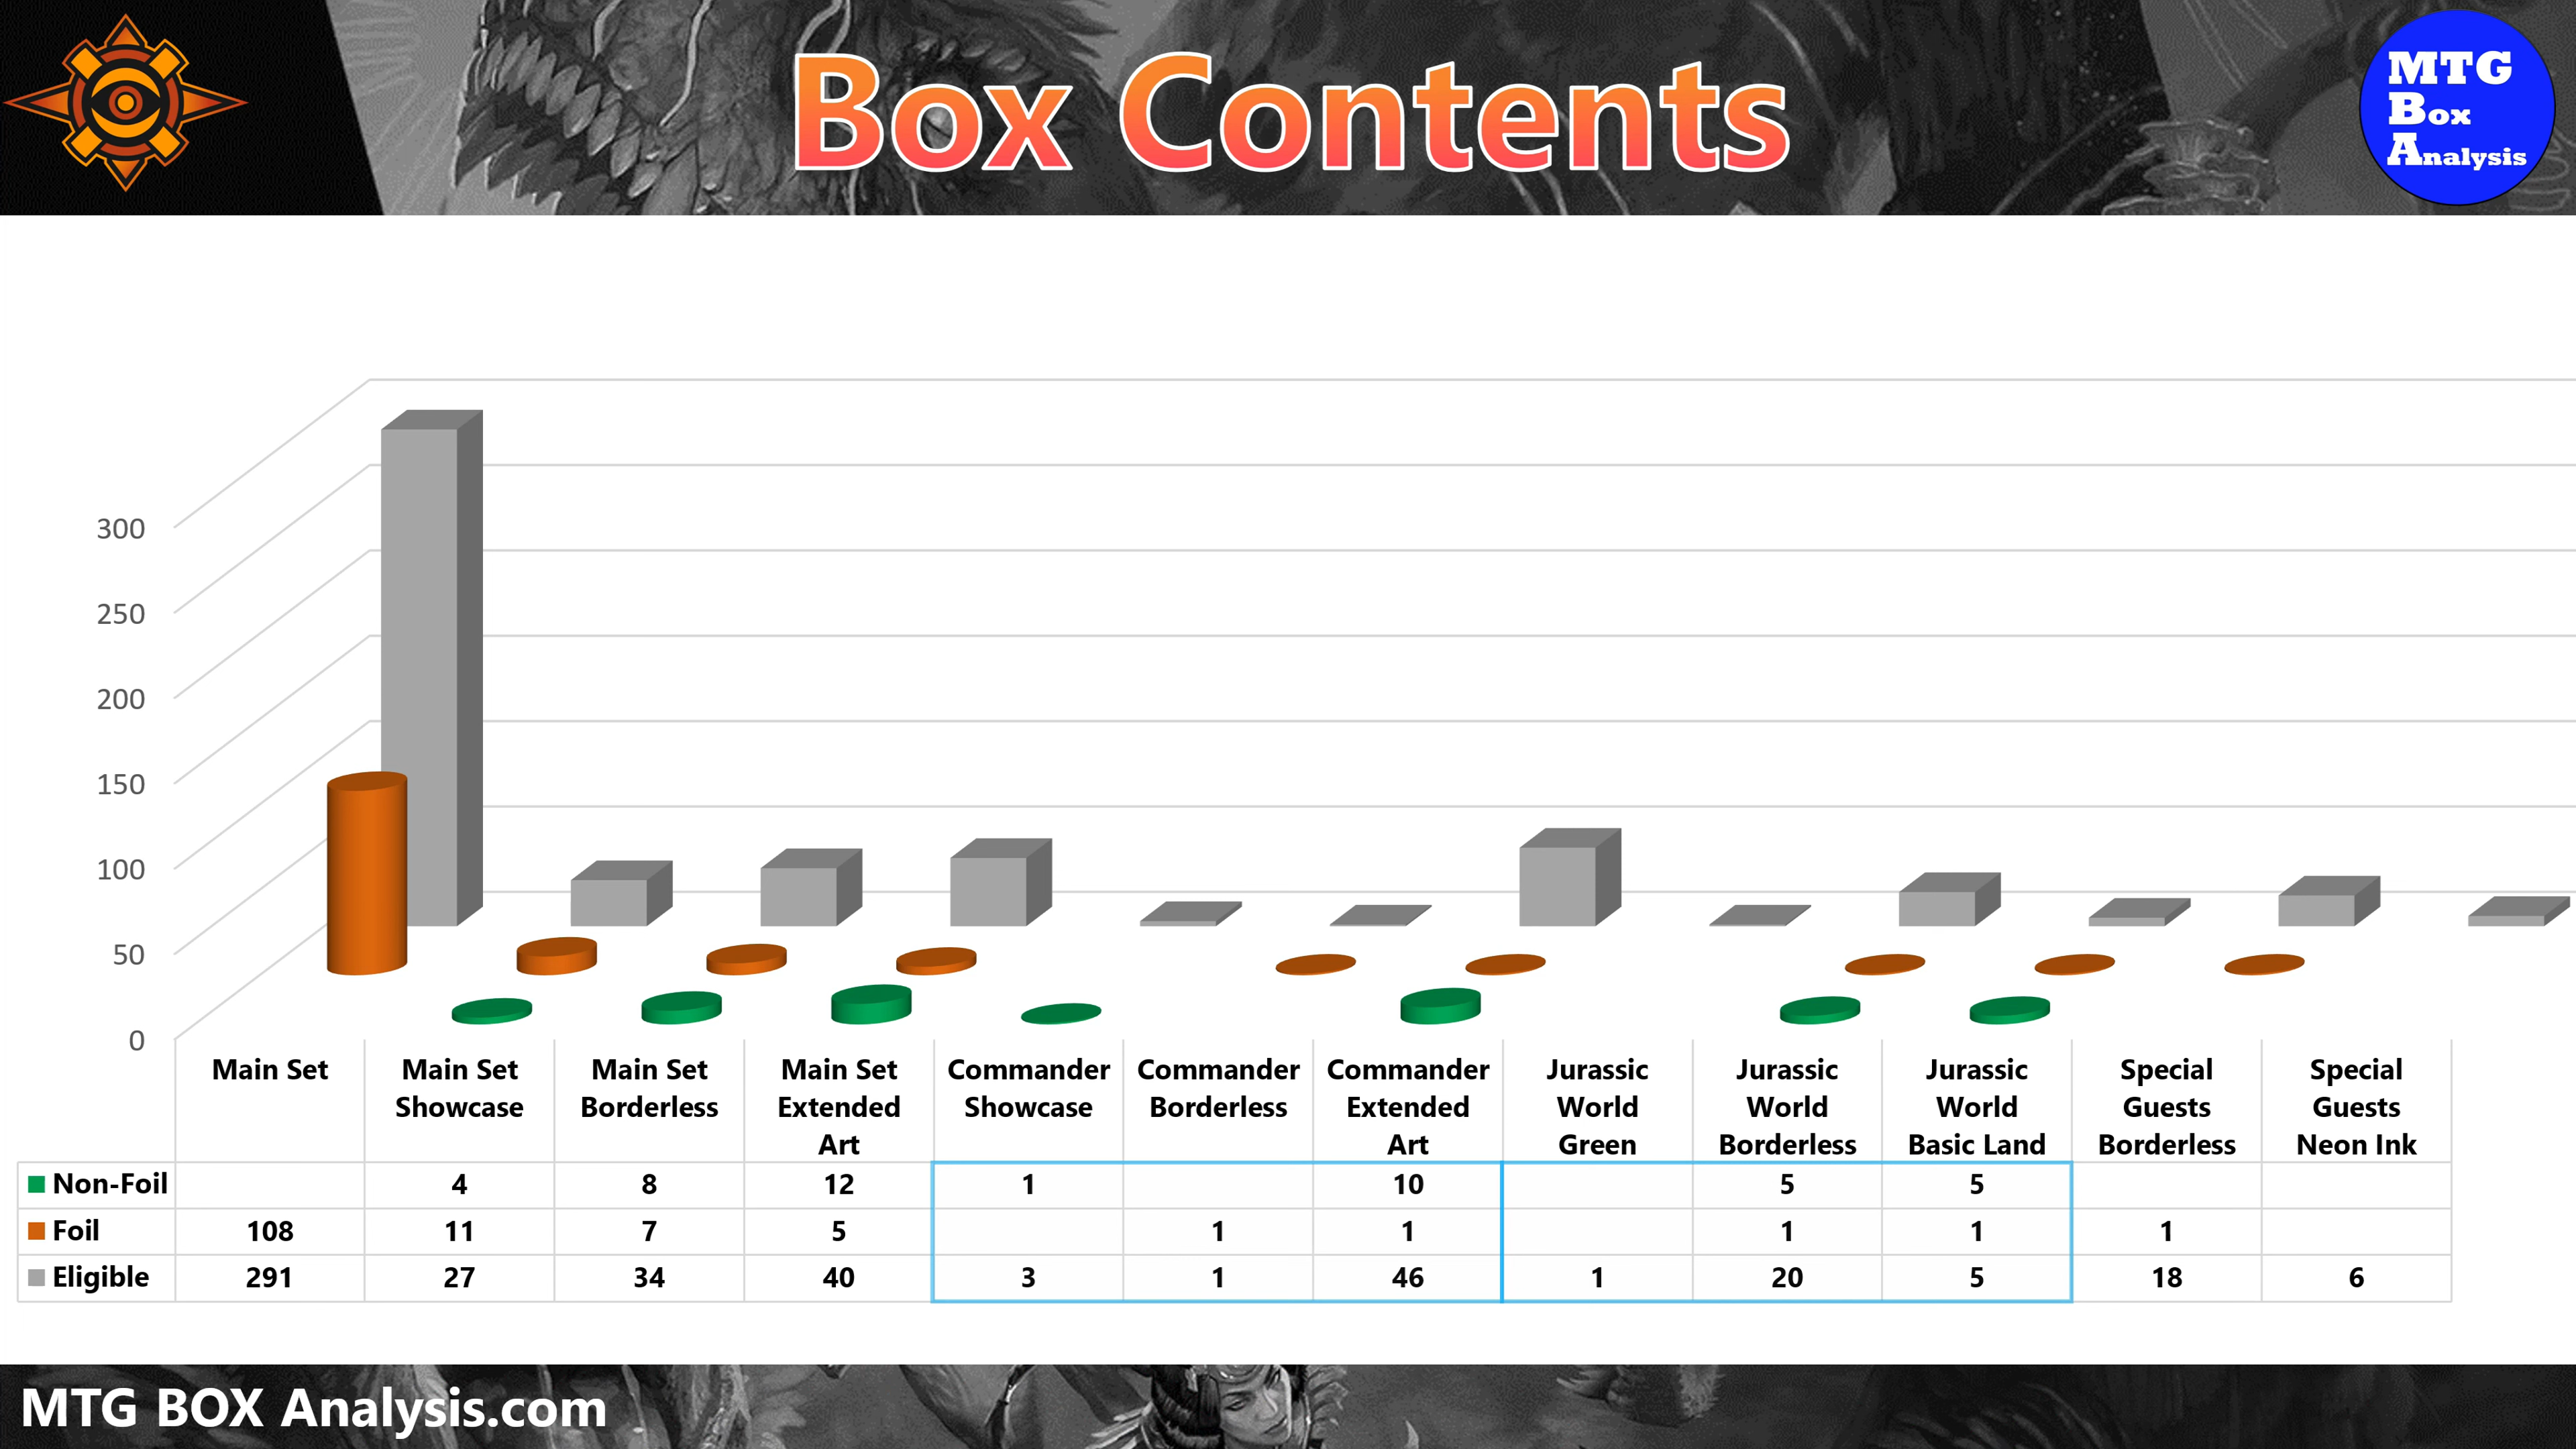 Box Contents
MTG
Box
Analysis
300
250
200
150
100
50
0
Main Set
Main Set
Showcase
Main Set
Borderless
Main Set
Extended
Art
Commander
Showcase
Commander
Borderless
Commander
Extended
Art
Jurassic
World
Green
Jurassic
World
Borderless
Jurassic
World
Basic Land
Special
Guests
Borderless
Special
Guests
Neon Ink
Non-Foil 4 8 12 1 10 5 5
Foil 108 11 7 5 1 1 1 1 1
Eligible 291 27 34 40 3 1 46 1 20 5 18 6
MTG BOX Analysis.com